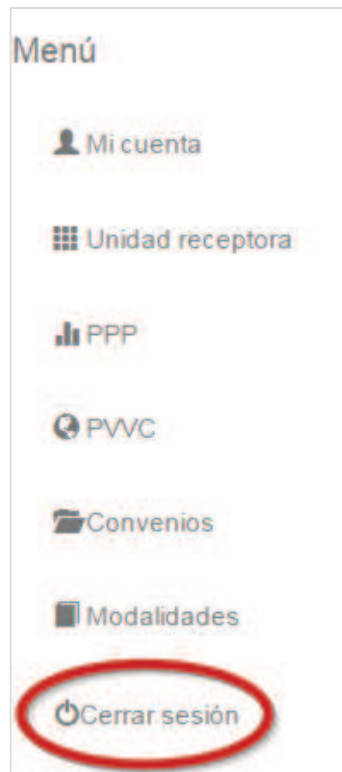 Menú
Mi cuenta
Unidad receptora
PPP
PVVC
Convenios
Modalidades
Cerrar sesión